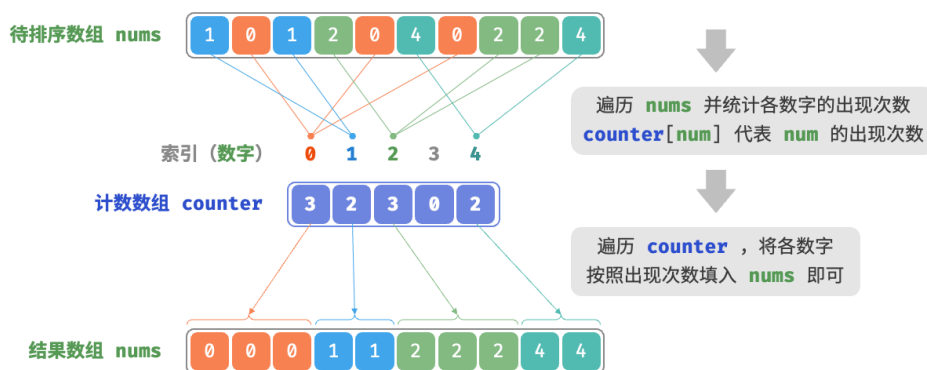 待排序数组 nums
1 0 1 2 0 4 0 2 2 4
遍历 nums 并统计各数字的出现次数
counter[num] 代表 num 的出现次数
索引（数字） 0 1 2 3 4
计数数组 counter
3 2 3 0 2
遍历 counter ，将各数字
按照出现次数填入 nums 即可
结果数组 nums
0 0 0 1 1 2 2 2 4 4